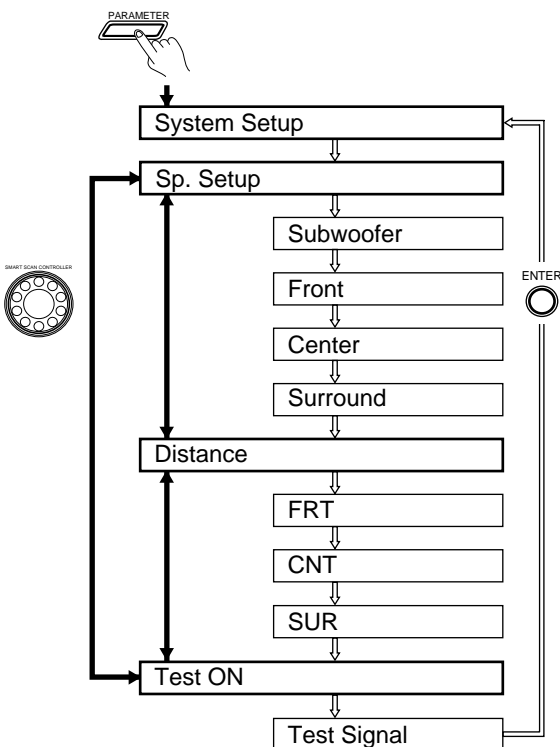 PARAMETER
System Setup
Sp. Setup
Subwoofer
SMART SCAN CONTROLLER
ENTER
Front
Center
Surround
Distance
FRT
CNT
SUR
Test ON
Test Signal